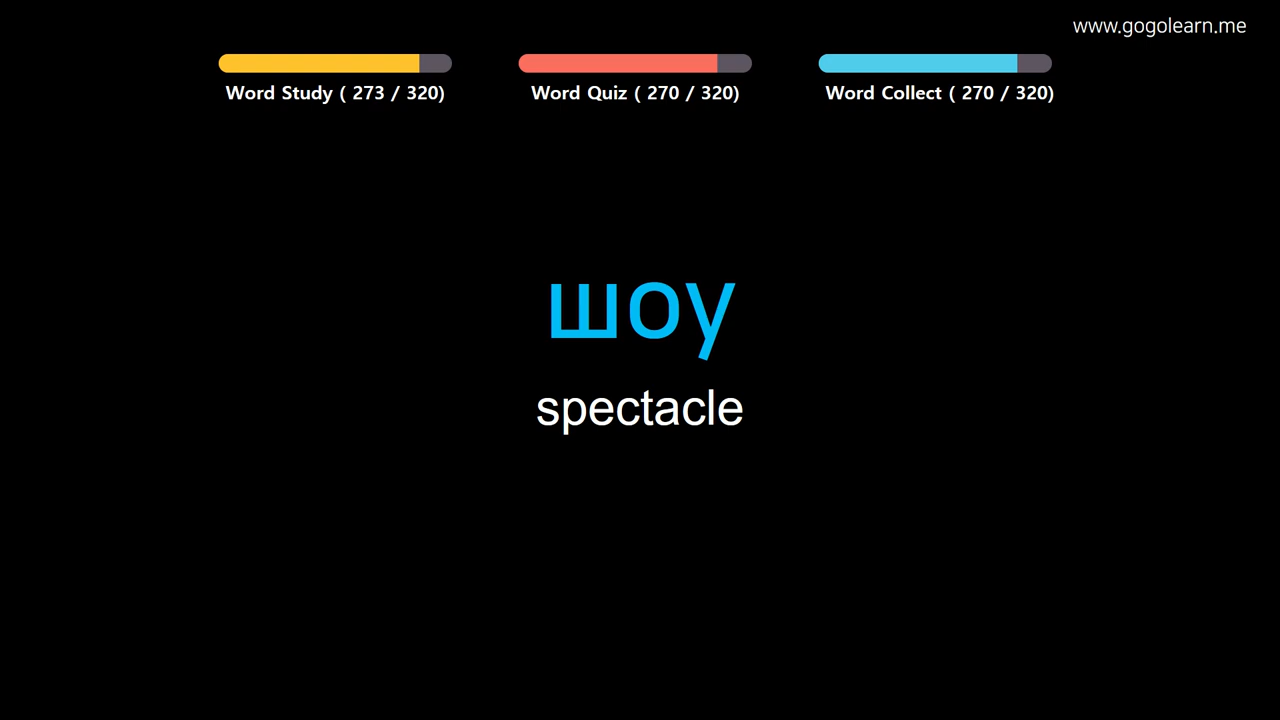 www.gogolearn.me
Word Study ( 273 / 320)
Word Quiz ( 270 / 320)
Word Collect ( 270 / 320)
шоу
spectacle